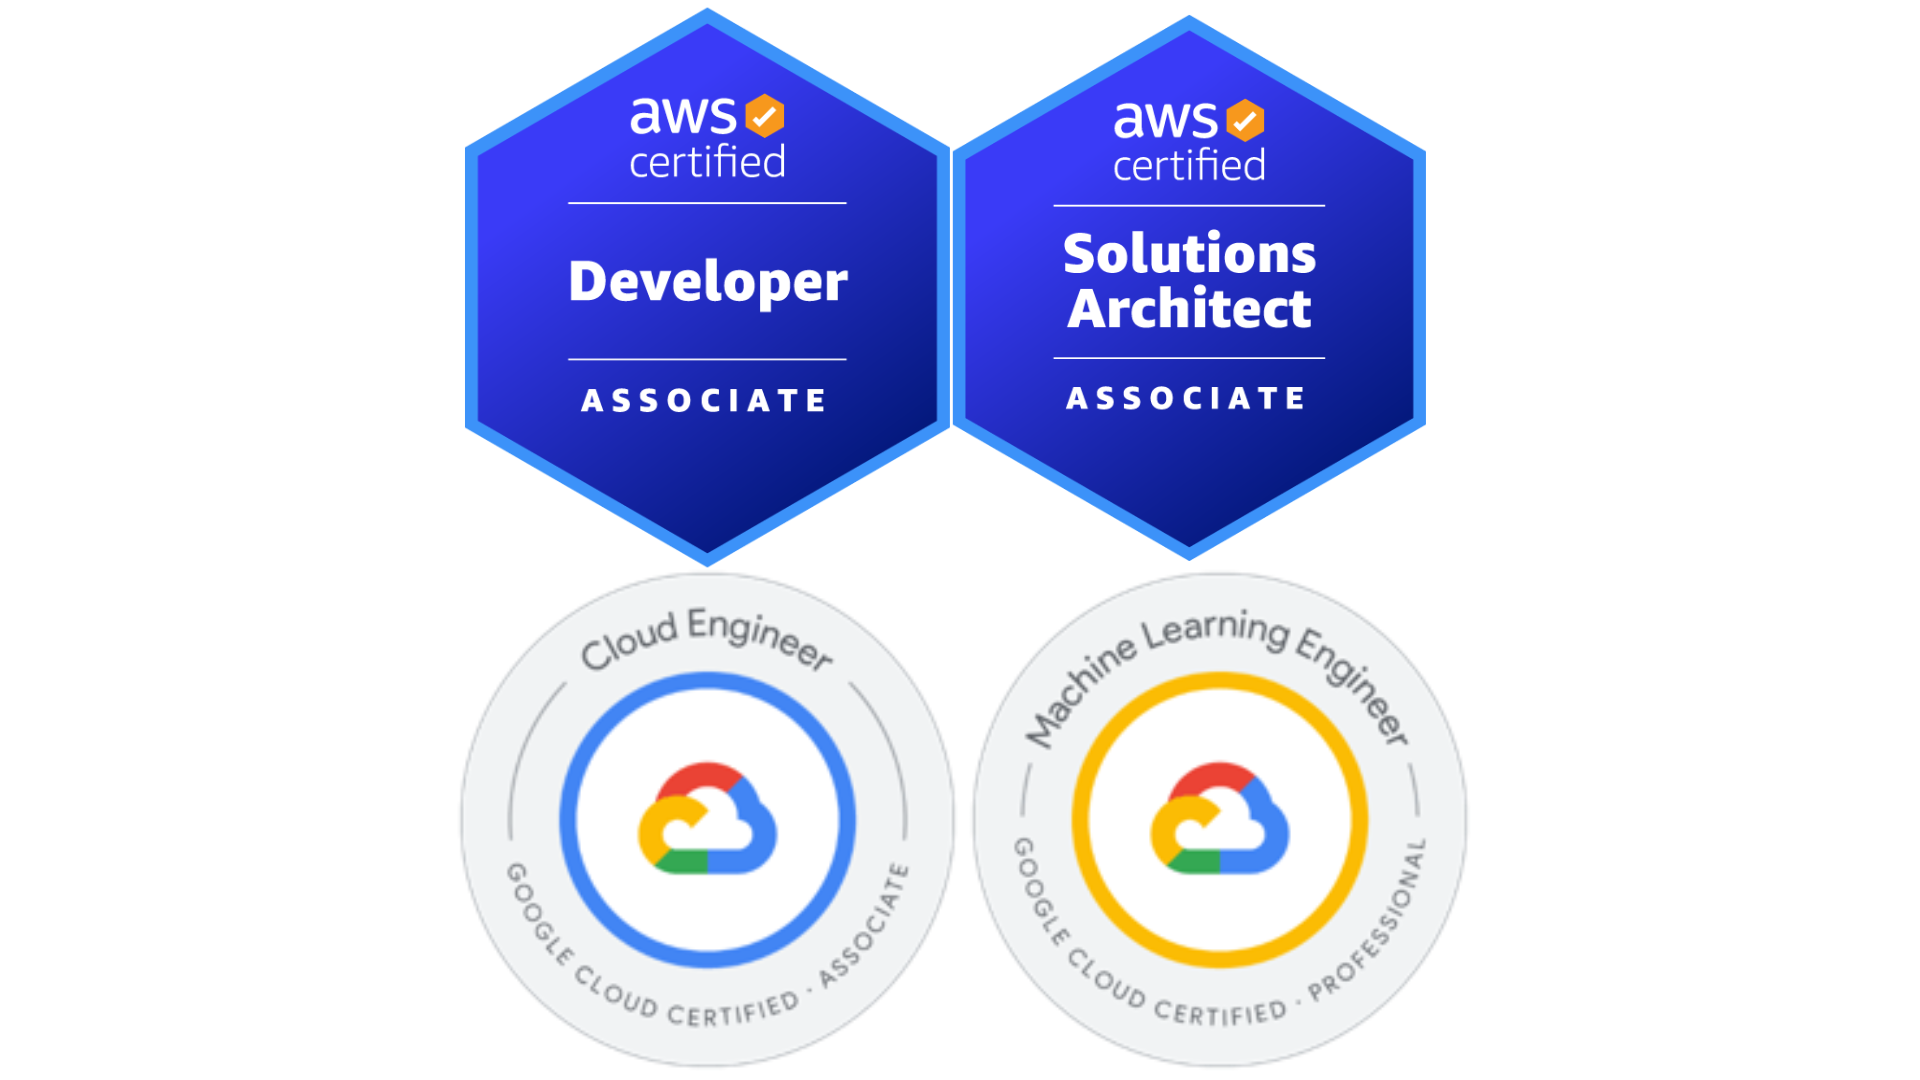 aws
certified
Developer
ASSOCIATE
aws
certified
Solutions
Architect
ASSOCIATE
Cloud Engineer
GOOGLE CLOUD CERTIFIED · ASSOCIATE
Machine Learning Engineer
GOOGLE CLOUD CERTIFIED · PROFESSIONAL